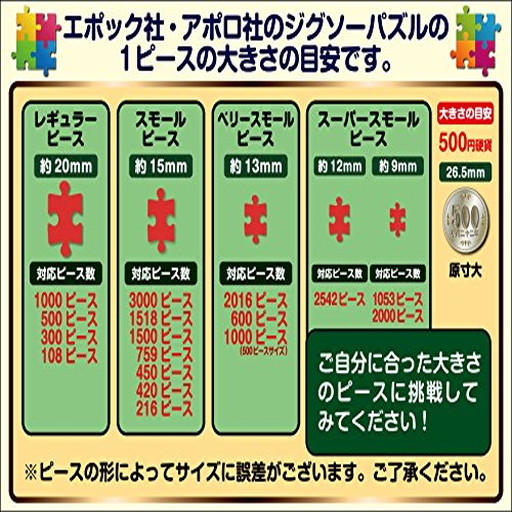 エポック社・アポロ社のジグソーパズルの
1ピースの大きさの目安です。
レギュラー
ピース
約20mm
対応ピース数
1000ピース
500ピース
300ピース
108ピース
スモール
ピース
約15mm
対応ピース数
3000ピース
1518ピース
1500ピース
759ピース
450ピース
420ピース
216ピース
ベリースモール
ピース
約13mm
対応ピース数
2016ピース
600ピース
1000ピース
(500ピースサイズ)
スーパースモール
ピース
約12mm
対応ピース数
2542ピース
約9mm
対応ピース数
1053ピース
2000ピース
大きさの目安
500円硬貨
26.5mm
500
原寸大
ご自分に合った大きさ
のピースに挑戦して
みてください!
※ピースの形によってサイズに誤差がございます。ご了承ください。